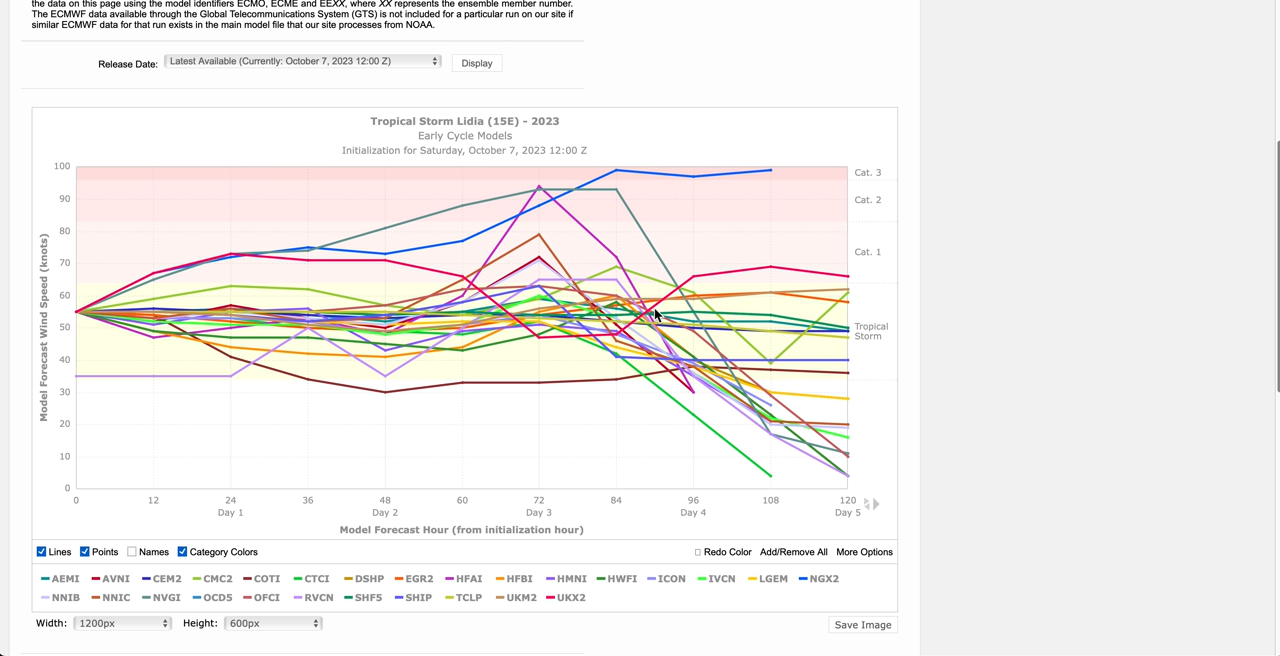 the data on this page using the model identifiers ECMO, ECME and EEXX, where XX represents the ensemble member number.
The ECMWF data available through the Global Telecommunications System (GTS) is not included for a particular run on our site if
similar ECMWF data for that run exists in the main model file that our site processes from NOAA.
Release Date: Latest Available (Currently: October 7, 2023 12:00 Z) Display
Tropical Storm Lidia (15E) - 2023
Early Cycle Models
Initialization for Saturday, October 7, 2023 12:00 Z
Model Forecast Wind Speed (knots)
100
90
80
70
60
50
40
30
20
10
0
Cat. 3
Cat. 2
Cat. 1
Tropical
Storm
0 12 24 36 48 60 72 84 96 108 120
Day 1 Day 2 Day 3 Day 4 Day 5
Model Forecast Hour (from initialization hour)
Lines Points Names Category Colors Redo Color Add/Remove All More Options
AEMI AVNI CEM2 CMC2 COTI CTCI DSHP EGR2 HFAI HFBI HMNI HWFI ICON IVCN LGEM NGX2
NNIB NNIC NVGI OCD5 OFCI RVCN SHF5 SHIP TCLP UKM2 UKX2
Width: 1200px Height: 600px Save Image